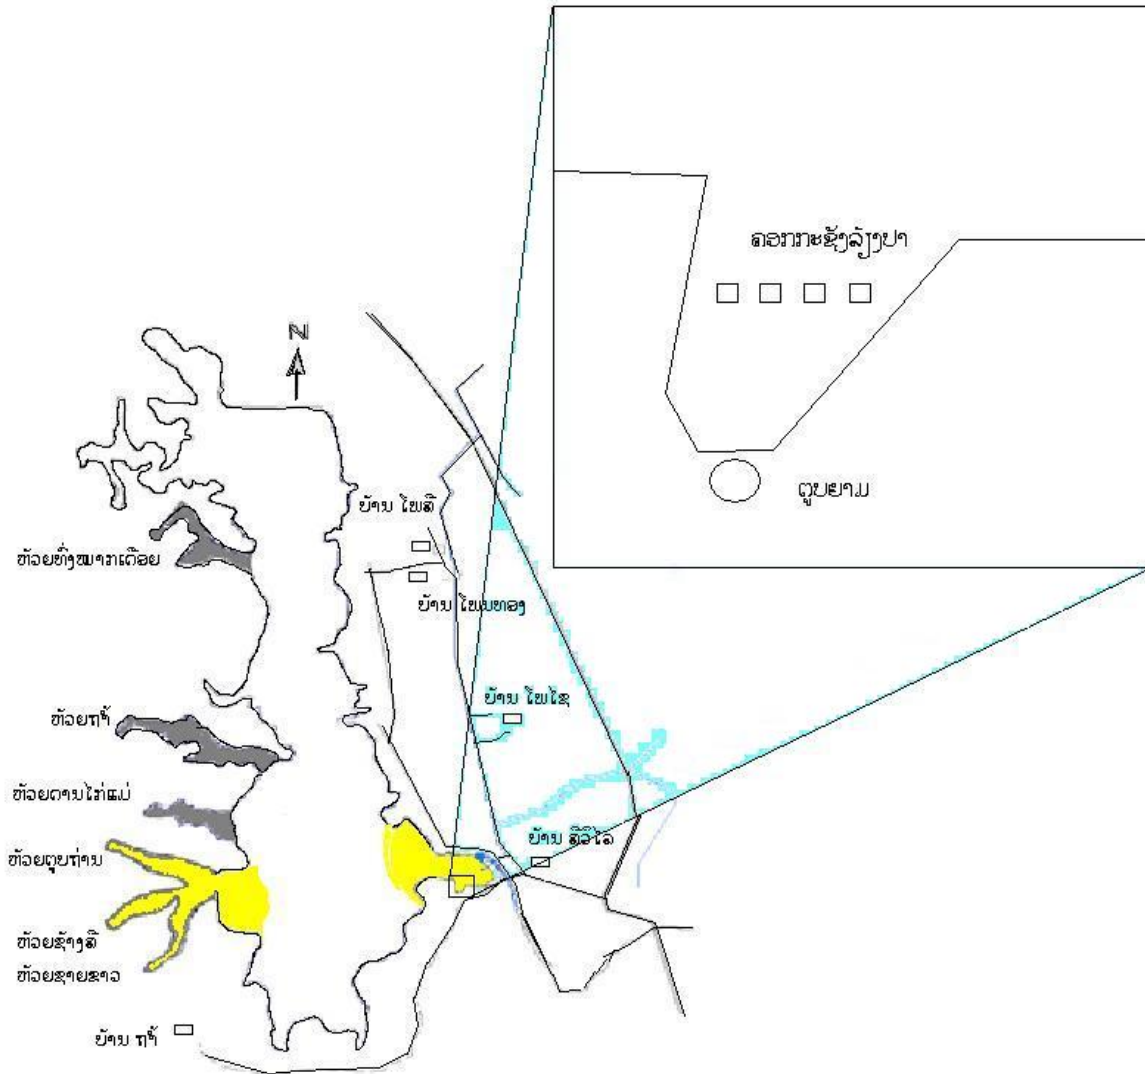 ຄອກກະຊັງລ້ຽງປາ
N
ຕູບຍາມ
ບ້ານ ໂພສີ
ຫ້ວຍທົ່ງໝາກເດືອຍ
ບ້ານ ໂພນທອງ
ບ້ານ ໂພໄຊ
ຫ້ວຍຖໍ້າ
ຫ້ວຍດານໄກ່ແມ່
ບ້ານ ສີວິໄລ
ຫ້ວຍຕູບຖ່ານ
ຫ້ວຍຊ້າງສີ
ຫ້ວຍຊາຍຂາວ
ບ້ານ ຖໍ້າ